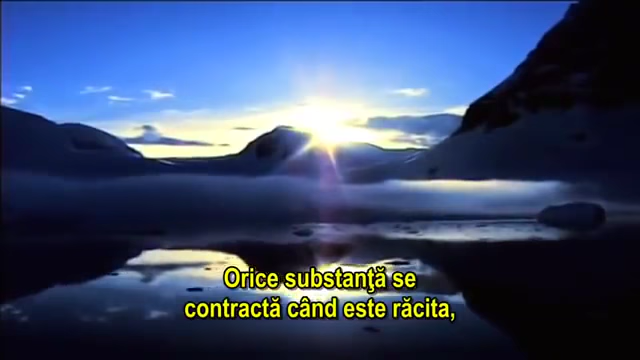 Orice substanţă se
contractă când este răcita,